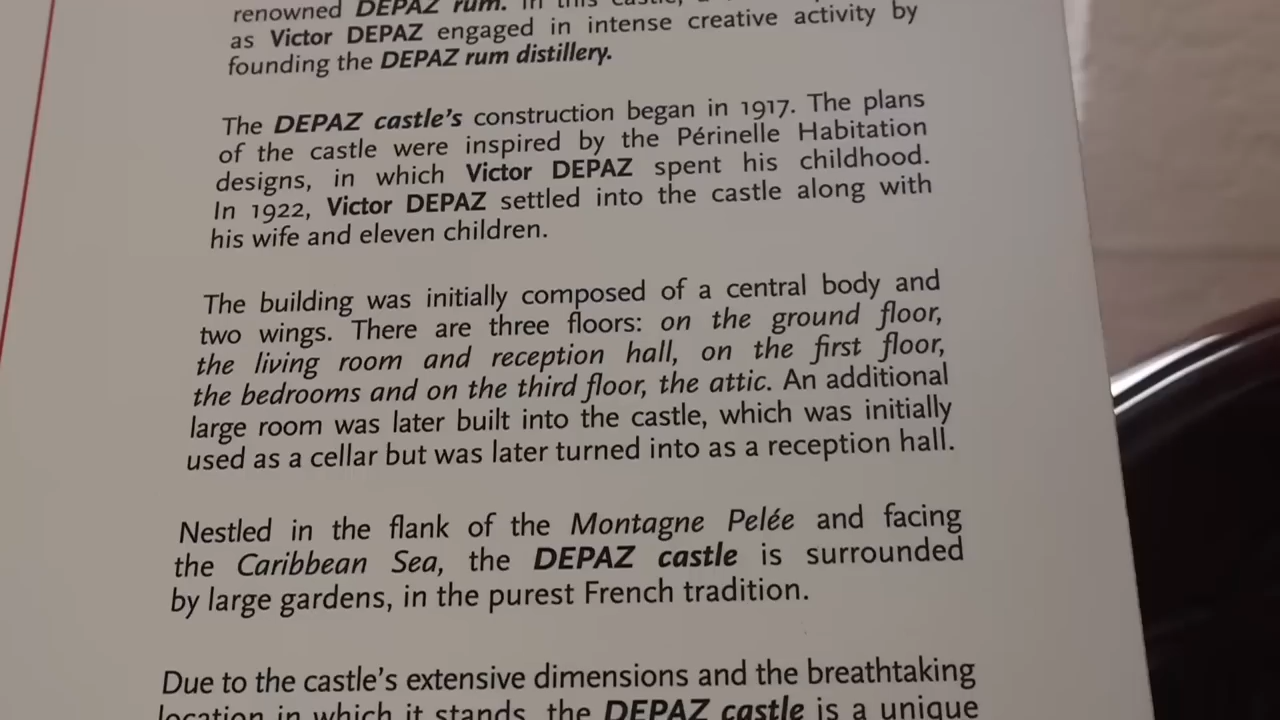 renowned DEPAZ rum. In this castle, a
as Victor DEPAZ engaged in intense creative activity by
founding the DEPAZ rum distillery.
The DEPAZ castle's construction began in 1917. The plans
of the castle were inspired by the Périnelle Habitation
designs, in which Victor DEPAZ spent his childhood.
In 1922, Victor DEPAZ settled into the castle along with
his wife and eleven children.
The building was initially composed of a central body and
two wings. There are three floors: on the ground floor,
the living room and reception hall, on the first floor,
the bedrooms and on the third floor, the attic. An additional
large room was later built into the castle, which was initially
used as a cellar but was later turned into as a reception hall.
Nestled in the flank of the Montagne Pelée and facing
the Caribbean Sea, the DEPAZ castle is surrounded
by large gardens, in the purest French tradition.
Due to the castle's extensive dimensions and the breathtaking
location in which it stands, the DEPAZ castle is a unique